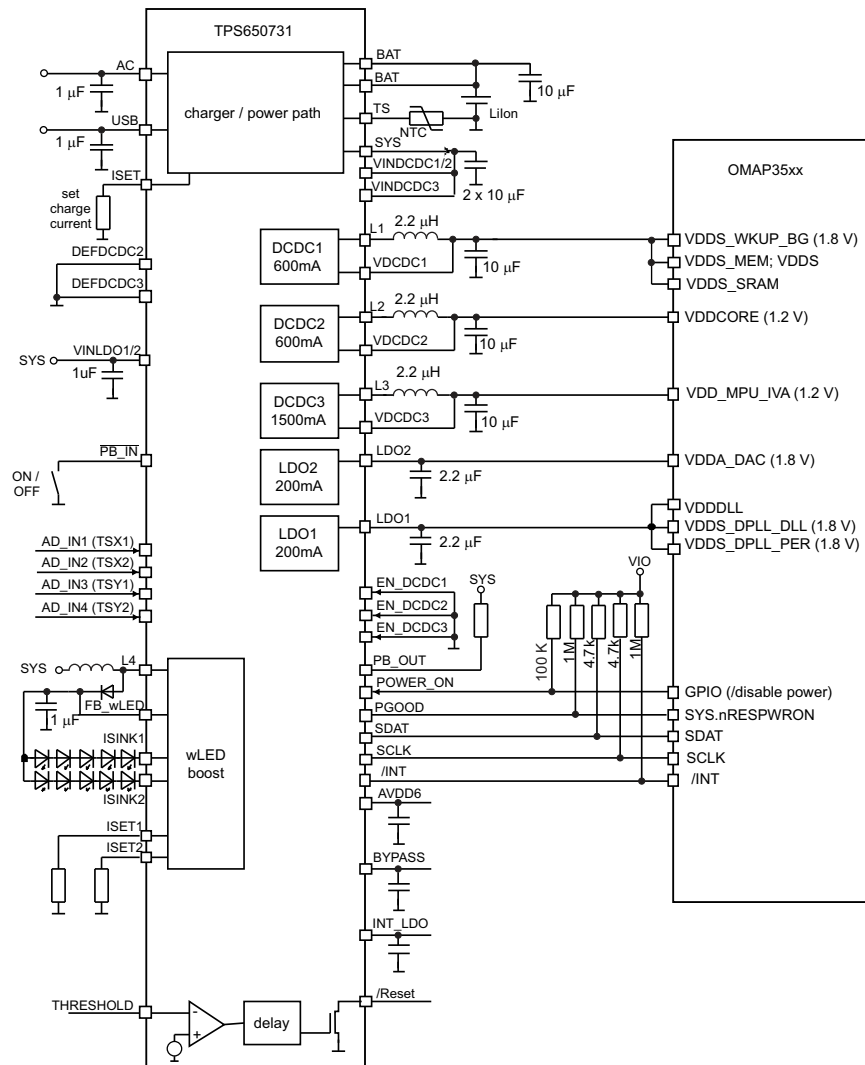 TPS650731
AC
1 μF
USB
1 μF
ISET
set
charge
current
charger / power path
BAT
BAT
10 μF
LiIon
TS
NTC
SYS
VINDCDC1/2
VINDCDC3
2 x 10 μF
OMAP35xx
DEFDCDC2
DEFDCDC3
DCDC1
600mA
L1
2.2 μH
VDCDC1
10 μF
VDDS_WKUP_BG (1.8 V)
VDDS_MEM; VDDS
VDDS_SRAM
DCDC2
600mA
L2
2.2 μH
VDCDC2
10 μF
VDDCORE (1.2 V)
SYS
VINLDO1/2
1uF
DCDC3
1500mA
L3
2.2 μH
VDCDC3
10 μF
VDD_MPU_IVA (1.2 V)
PB_IN
ON /
OFF
LDO2
200mA
LDO2
2.2 μF
VDDA_DAC (1.8 V)
LDO1
200mA
LDO1
2.2 μF
VDDDLL
VDDS_DPLL_DLL (1.8 V)
VDDS_DPLL_PER (1.8 V)
AD_IN1 (TSX1)
AD_IN2 (TSX2)
AD_IN3 (TSY1)
AD_IN4 (TSY2)
EN_DCDC1
EN_DCDC2
EN_DCDC3
SYS
VIO
100 K
1M
4.7k
4.7k
1M
PB_OUT
POWER_ON
PGOOD
SDAT
SCLK
/INT
GPIO (/disable power)
SYS.nRESPWRON
SDAT
SCLK
/INT
SYS
L4
FB_wLED
1 μF
ISINK1
ISINK2
wLED
boost
ISET1
ISET2
AVDD6
BYPASS
INT_LDO
THRESHOLD
-
+
delay
/Reset